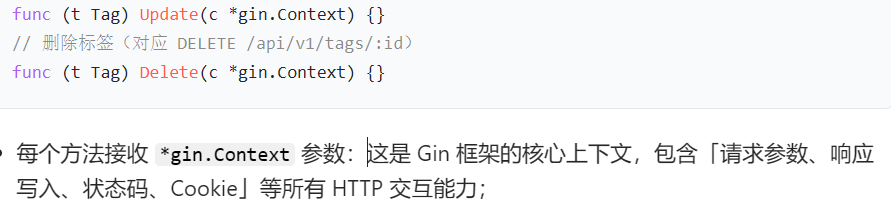 func (t Tag) Update(c *gin.Context) {}
// 删除标签（对应 DELETE /api/v1/tags/:id）
func (t Tag) Delete(c *gin.Context) {}
• 每个方法接收 *gin.Context 参数：这是 Gin 框架的核心上下文，包含「请求参数、响应
写入、状态码、Cookie」等所有 HTTP 交互能力；